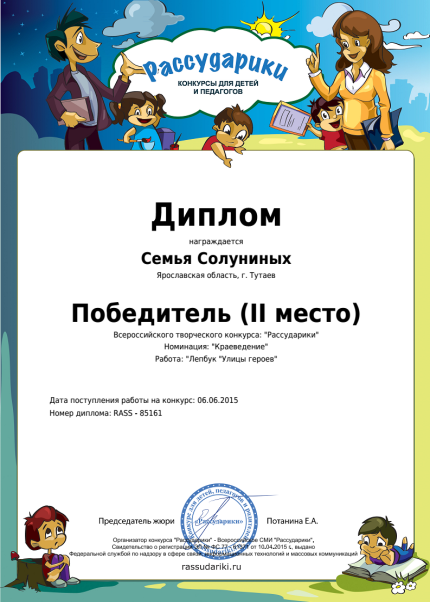 Рассударики
КОНКУРСЫ ДЛЯ ДЕТЕЙ
И ПЕДАГОГОВ
Диплом
награждается
Семья Солуниных
Ярославская область, г. Тутаев
Победитель (II место)
Всероссийского творческого конкурса: "Рассударики"
Номинация: "Краеведение"
Работа: "Лепбук "Улицы героев"
Дата поступления работы на конкурс: 06.06.2015
Номер диплома: RASS - 85161
Председатель жюри «Рассударики» Потанина Е.А.
Организатор конкурса "Рассударики" - Всероссийское СМИ "Рассударики",
Свидетельство о регистрации от 10.04.2015 г, выдано
Федеральной службой по надзору в сфере связи технологий и массовых коммуникаций
rassudariki.ru